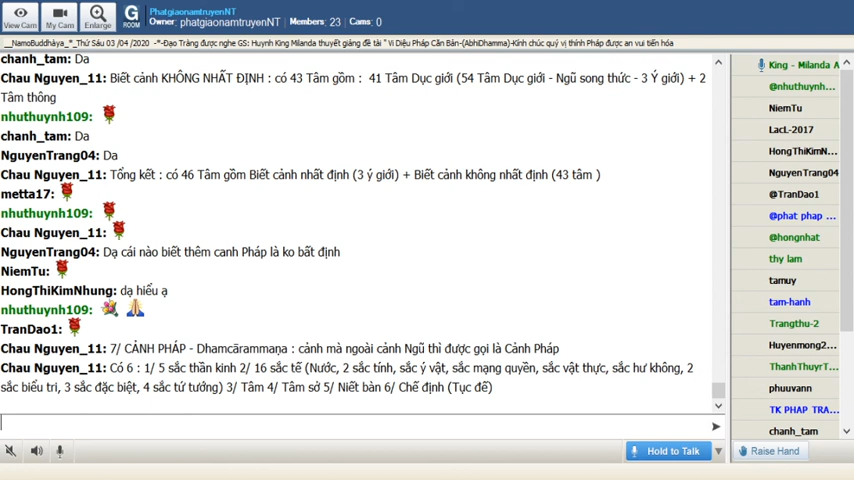 PhatgiaonamtruyenNT
Owner: phatgiaonamtruyenNT | Members: 23 | Cams: 0
View Cam
My Cam
Enlarge
G ROOM
__NamoBuddhàya_*_Thứ Sáu 03 /04 /2020 -*-Đạo Tràng được nghe GS: Huynh King Milanda thuyết giảng đề tài " Vi Diệu Pháp Căn Bản-(AbhiDhamma)-Kính chúc quý vị thính Pháp được an vui tiến hóa
chanh_tam: Da
Chau Nguyen_11: Biết cảnh KHÔNG NHẤT ĐỊNH : có 43 Tâm gồm : 41 Tâm Dục giới (54 Tâm Dục giới - Ngũ song thức - 3 Ý giới) + 2
Tâm thông
nhuthuynh109:
chanh_tam: Da
NguyenTrang04: Da
Chau Nguyen_11: Tổng kết : có 46 Tâm gồm Biết cảnh nhất định (3 ý giới) + Biết cảnh không nhất định (43 tâm )
metta17:
nhuthuynh109:
Chau Nguyen_11:
NguyenTrang04: Dạ cái nào biết thêm canh Pháp là ko bất định
NiemTu:
HongThiKimNhung: dạ hiểu ạ
nhuthuynh109:
TranDao1:
Chau Nguyen_11: 7/ CẢNH PHÁP - Dhamcārammaṇa : cảnh mà ngoài cảnh Ngũ thì được gọi là Cảnh Pháp
Chau Nguyen_11: Có 6 : 1/ 5 sắc thần kinh 2/ 16 sắc tế (Nước, 2 sắc tính, sắc ý vật, sắc mạng quyền, sắc vật thực, sắc hư không, 2
sắc biểu tri, 3 sắc đặc biệt, 4 sắc tứ tướng) 3/ Tâm 4/ Tâm sở 5/ Niết bàn 6/ Chế định (Tục đế)
Hold to Talk
King - Milanda A
@nhuthuynh...
NiemTu
LacL-2017
HongThiKimN...
NguyenTrang04
@TranDao1
@phat phap ...
@hongnhat
thy lam
tamuy
tam-hanh
Trangthu-2
Huyenmong2...
ThanhThuyrT...
phuuvann
TK PHAP TRA...
chanh_tam
Raise Hand